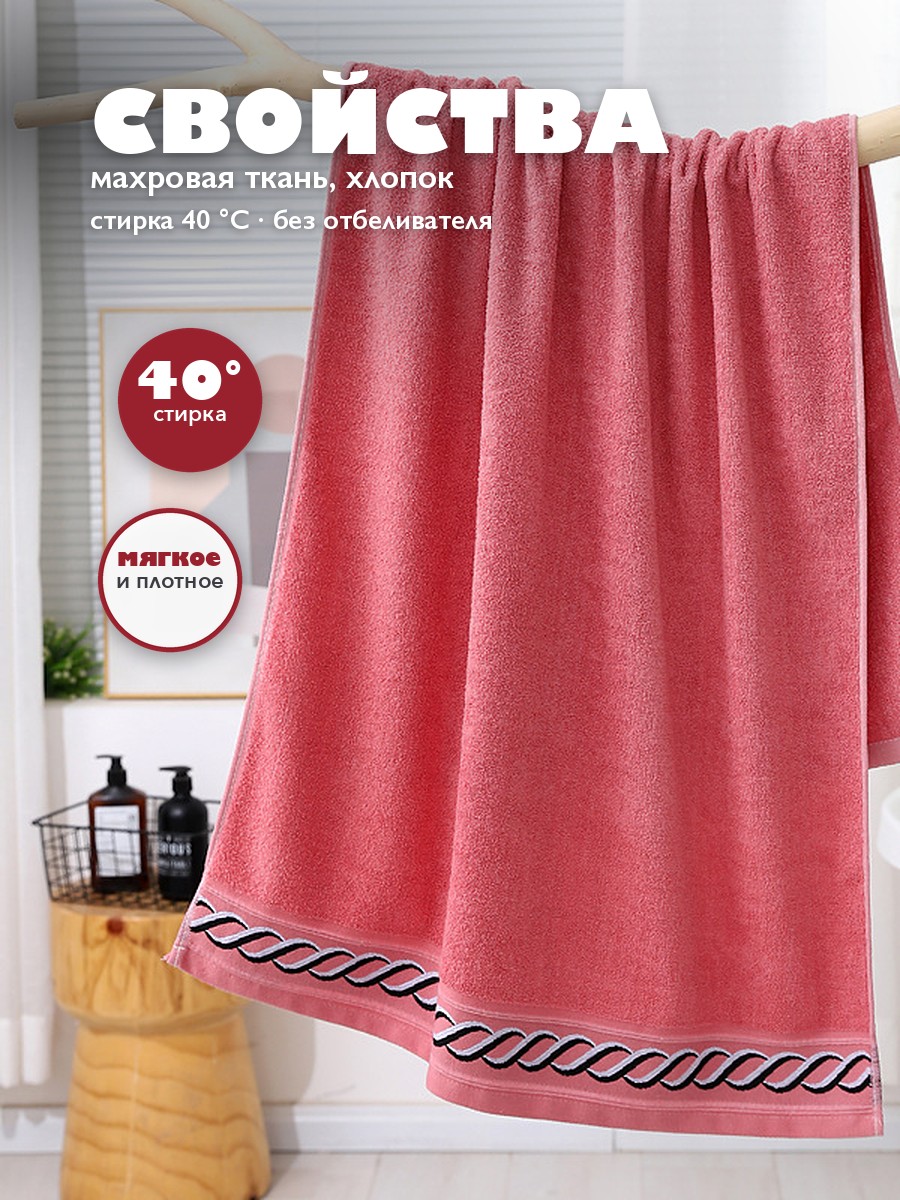 СВОЙСТВА
махровая ткань, хлопок
стирка 40 °C · без отбеливателя
40°
стирка
мягкое
и плотное